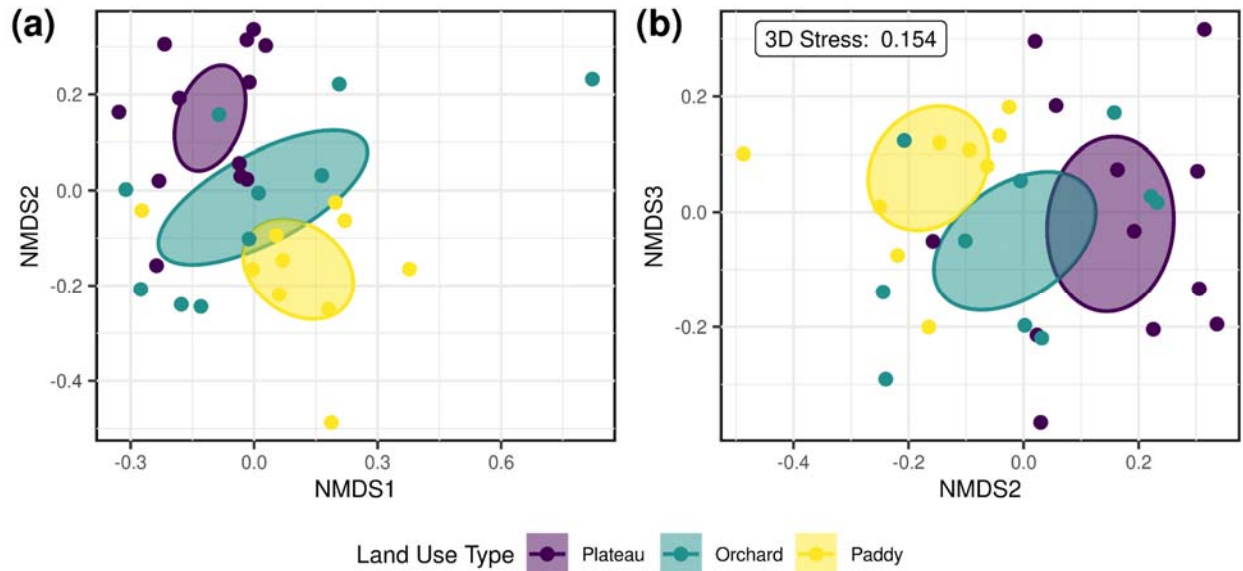 (a)
(b)
3D Stress: 0.154
0.2
0.0
-0.2
-0.4
NMDS2
-0.3
0.0
0.3
0.6
NMDS1
0.2
0.0
-0.2
NMDS3
-0.4
-0.2
0.0
0.2
NMDS2
Land Use Type Plateau Orchard Paddy